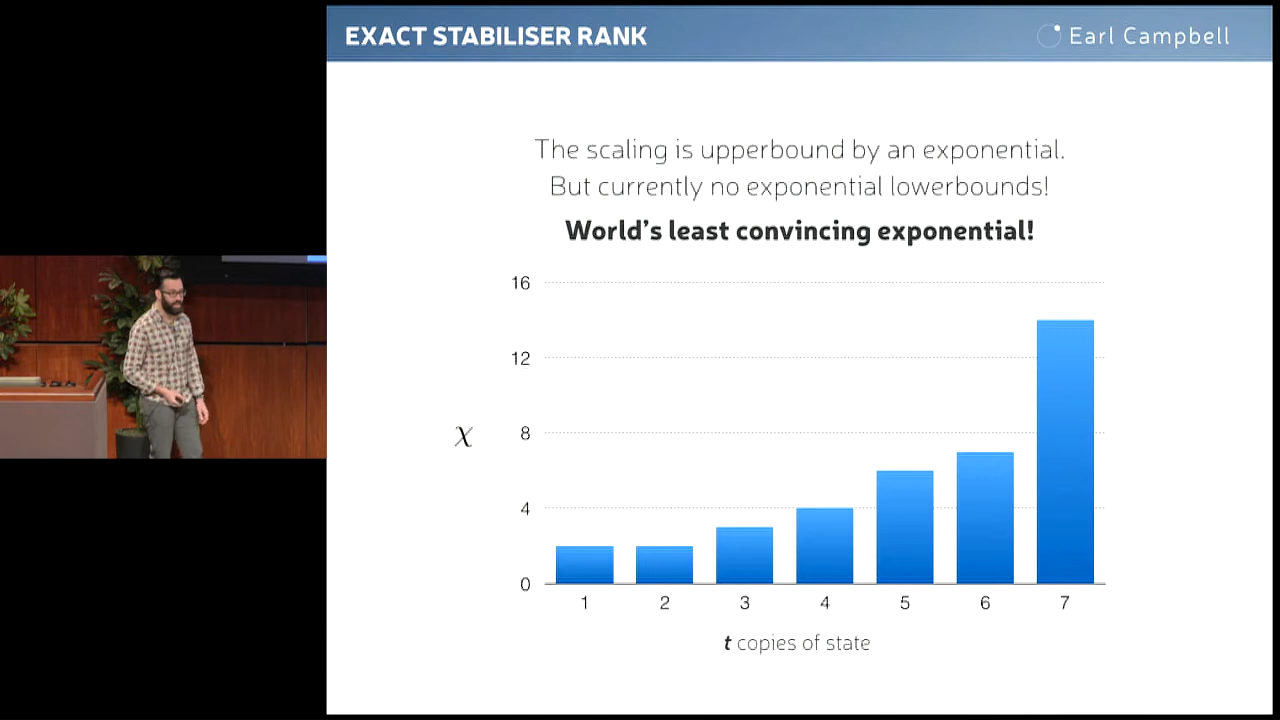 EXACT STABILISER RANK
Earl Campbell
The scaling is upperbound by an exponential.
But currently no exponential lowerbounds!
World's least convincing exponential!
16
12
8
4
0
χ
1 2 3 4 5 6 7
t copies of state